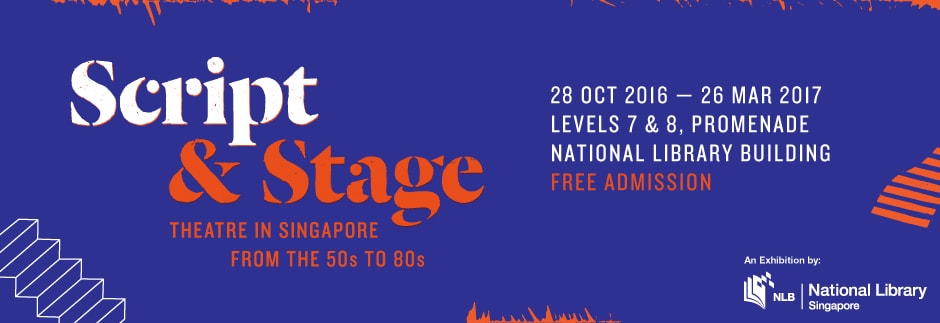 Script
& Stage
THEATRE IN SINGAPORE
FROM THE 50s TO 80s
28 OCT 2016 — 26 MAR 2017
LEVELS 7 & 8, PROMENADE
NATIONAL LIBRARY BUILDING
FREE ADMISSION
An Exhibition by:
NLB
National Library
Singapore